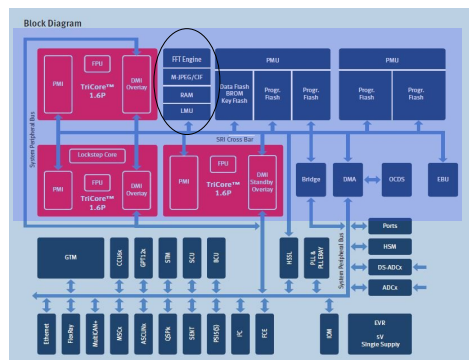 Block Diagram
FPU
PMI
TriCore™
1.6P
DMI
Overlay
FFT Engine
M-JPEG/CIF
RAM
LMU
PMU
Data Flash
BROM
Key Flash
Progr.
Flash
Progr.
Flash
PMU
Progr.
Flash
Progr.
Flash
System Peripheral Bus
SRI Cross Bar
Lockstep Core
PMI
FPU
TriCore™
1.6P
DMI
Overlay
PMI
FPU
TriCore™
1.6P
DMI
Standby
Overlay
Bridge
DMA
OCDS
EBU
System Peripheral Bus
Ports
HSM
DS-ADCx
ADCx
GTM
CCU6x
GPT12x
STM
SCU
BCU
HSSL
PLL &
PLL ERAY
Ethernet
FlexRay
MultiCAN+
MSCx
ASCLINx
QSPIx
SENT
PSI5(S)
I²C
FCE
IOM
EVR
5V
Single Supply